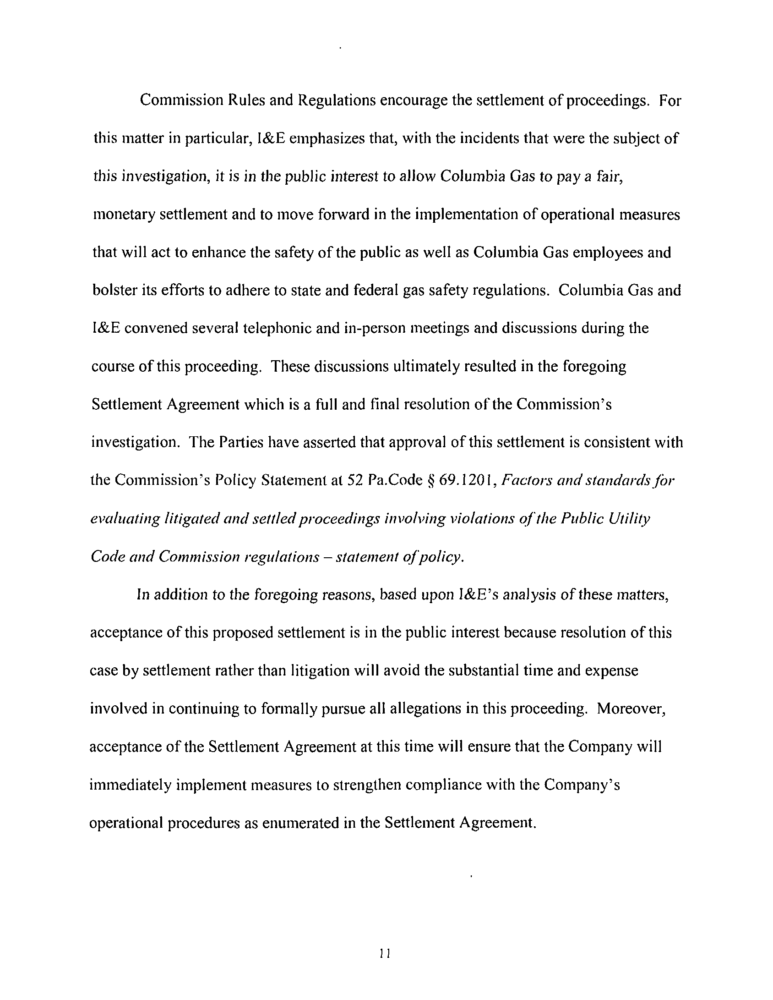 Commission Rules and Regulations encourage the settlement of proceedings. For
this matter in particular, I&E emphasizes that, with the incidents that were the subject of
this investigation, it is in the public interest to allow Columbia Gas to pay a fair,
monetary settlement and to move forward in the implementation of operational measures
that will act to enhance the safety of the public as well as Columbia Gas employees and
bolster its efforts to adhere to state and federal gas safety regulations. Columbia Gas and
I&E convened several telephonic and in-person meetings and discussions during the
course of this proceeding. These discussions ultimately resulted in the foregoing
Settlement Agreement which is a full and final resolution of the Commission's
investigation. The Parties have asserted that approval of this settlement is consistent with
the Commission's Policy Statement at 52 Pa.Code § 69.1201, Factors and standards for
evaluating litigated and settled proceedings involving violations of the Public Utility
Code and Commission regulations – statement of policy.
In addition to the foregoing reasons, based upon I&E's analysis of these matters,
acceptance of this proposed settlement is in the public interest because resolution of this
case by settlement rather than litigation will avoid the substantial time and expense
involved in continuing to formally pursue all allegations in this proceeding. Moreover,
acceptance of the Settlement Agreement at this time will ensure that the Company will
immediately implement measures to strengthen compliance with the Company's
operational procedures as enumerated in the Settlement Agreement.
11